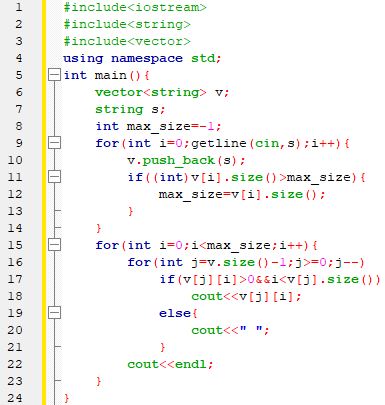 1 #include<iostream>
2 #include<string>
3 #include<vector>
4 using namespace std;
5 int main(){
6 vector<string> v;
7 string s;
8 int max_size=-1;
9 for(int i=0;getline(cin,s);i++){
10 v.push_back(s);
11 if((int)v[i].size()>max_size){
12 max_size=v[i].size();
13 }
14 }
15 for(int i=0;i<max_size;i++){
16 for(int j=v.size()-1;j>=0;j--)
17 if(v[j][i]>0&&i<v[j].size())
18 cout<<v[j][i];
19 else{
20 cout<<" ";
21 }
22 cout<<endl;
23 }
24 }